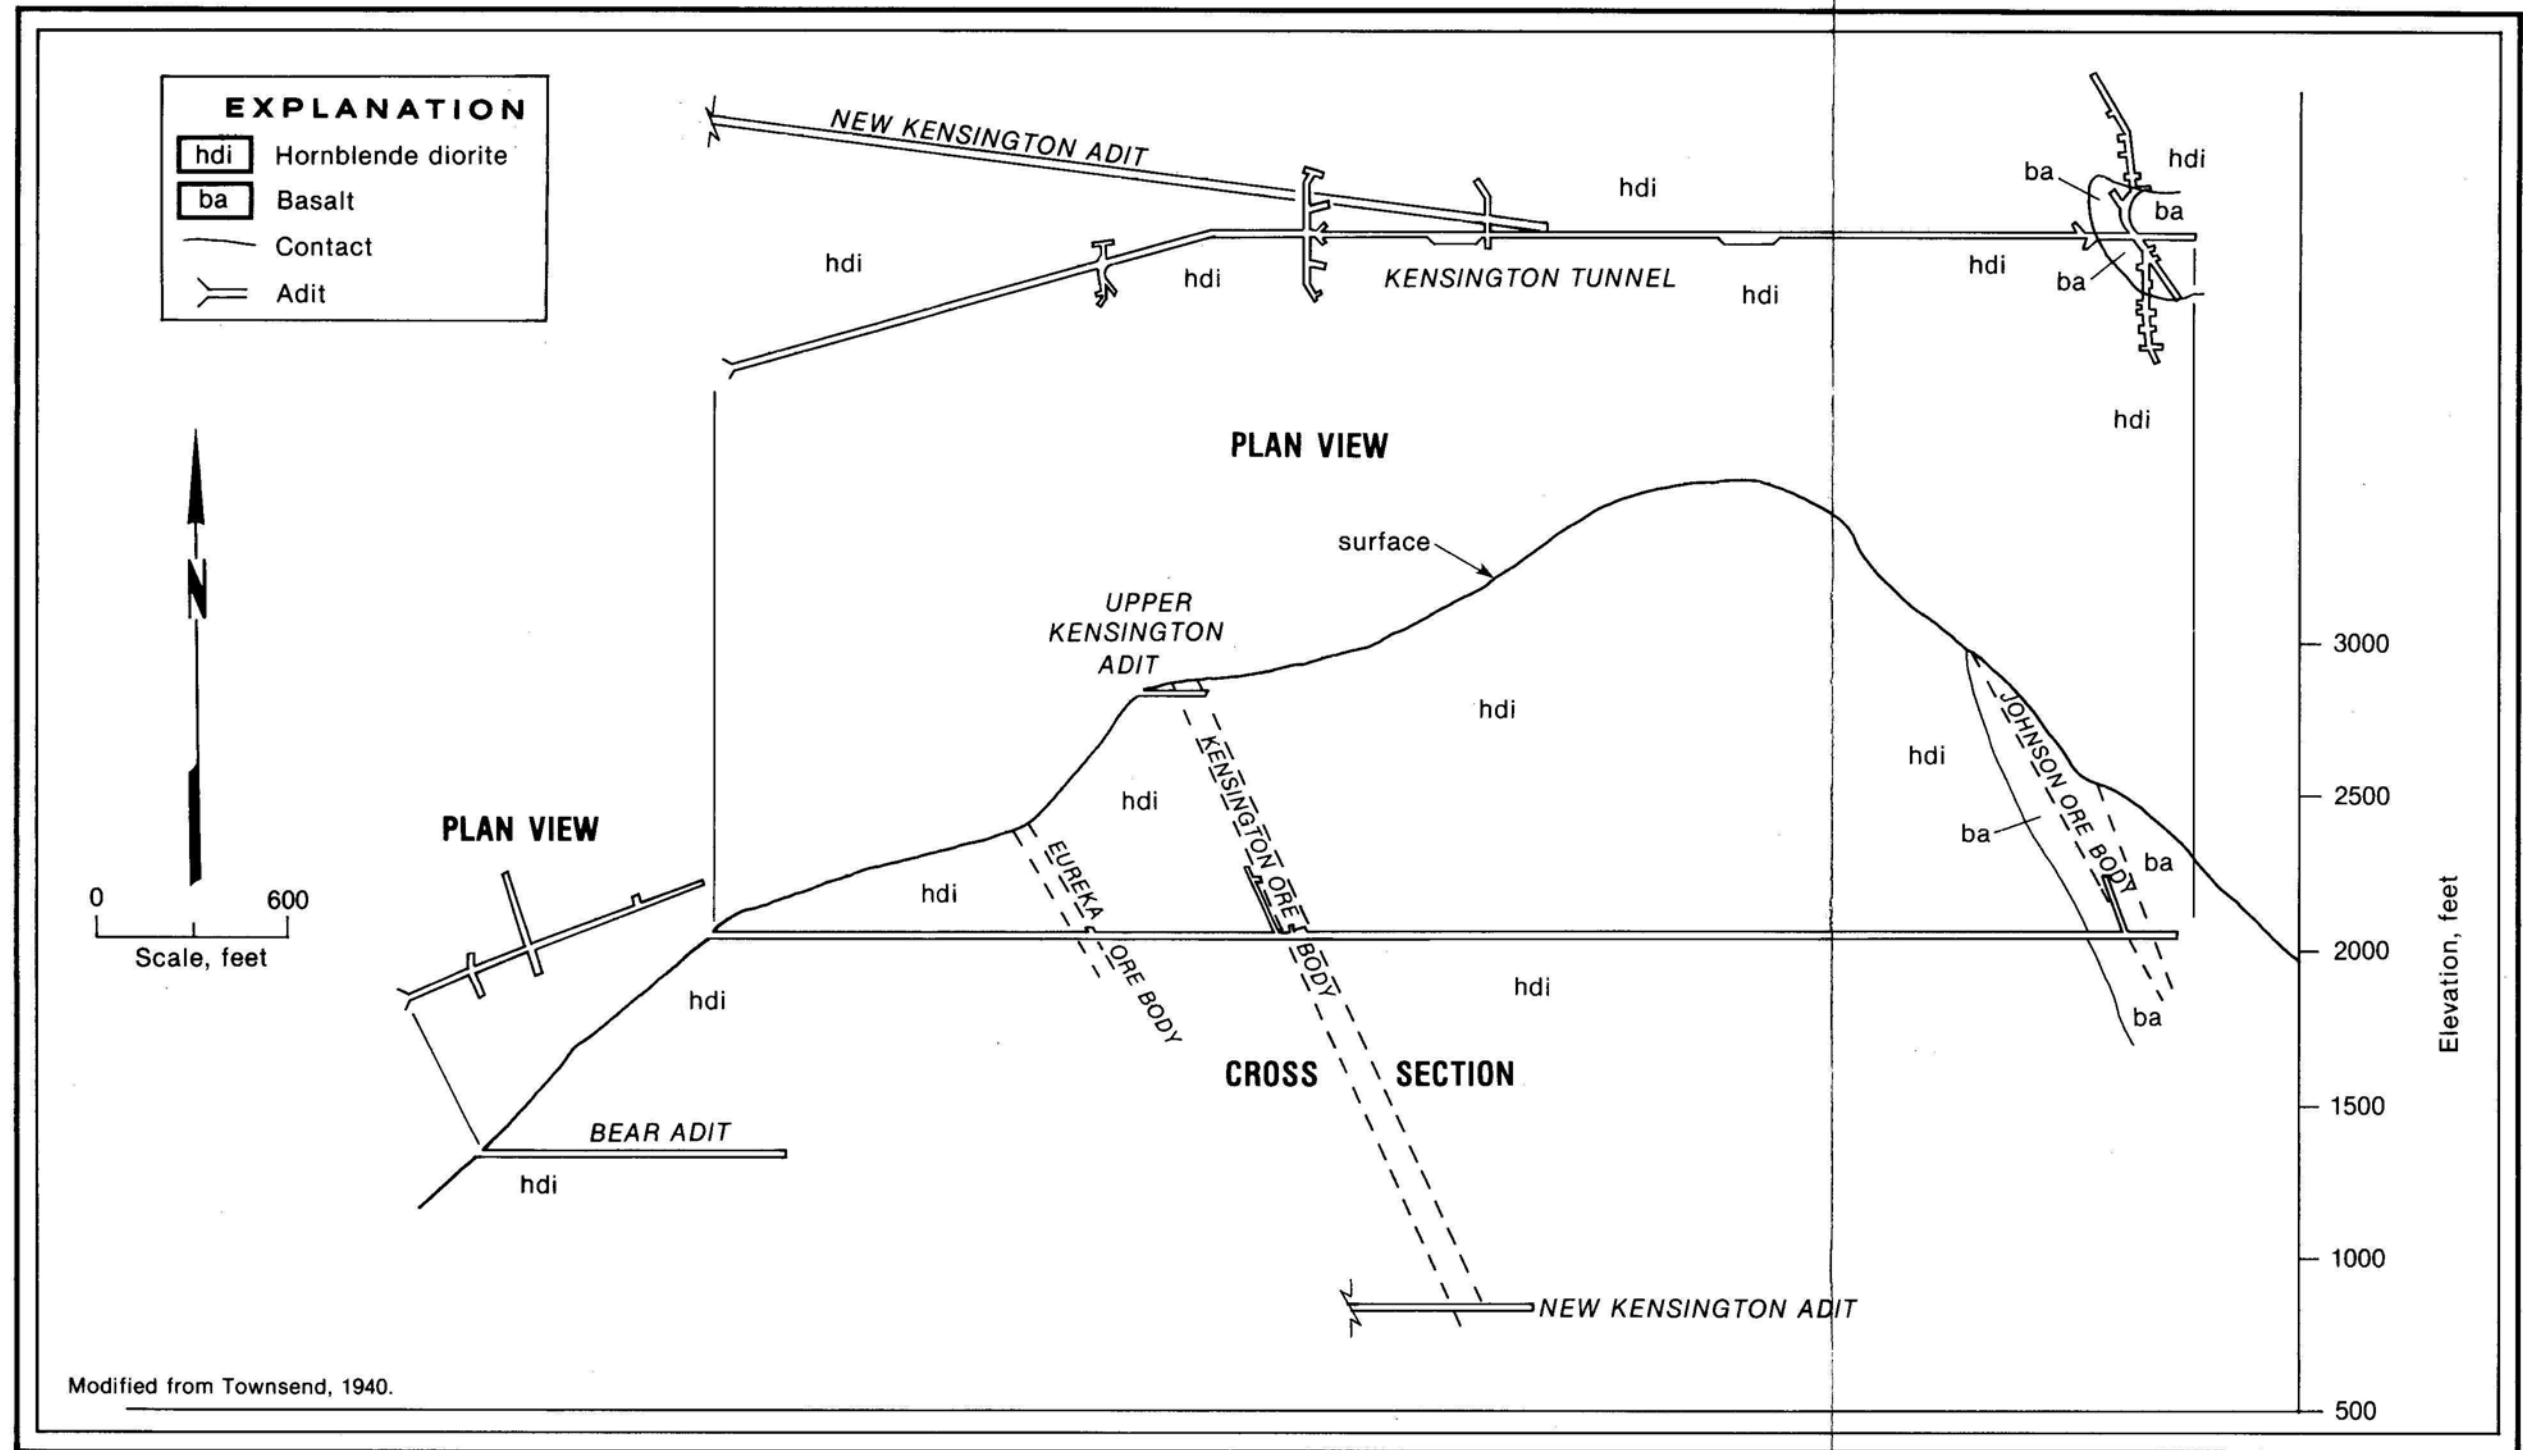 EXPLANATION
hdi Hornblende diorite
ba Basalt
Contact
Adit
NEW KENSINGTON ADIT
hdi
hdi
ba
ba
hdi
hdi
KENSINGTON TUNNEL
hdi
hdi
ba
hdi
PLAN VIEW
N
surface
UPPER
KENSINGTON
ADIT
3000
hdi
JOHNSON ORE BODY
hdi
KENSINGTON ORE BODY
hdi
2500
PLAN VIEW
ba
EUREKA ORE BODY
ba
hdi
0 600
Scale, feet
2000
Elevation, feet
hdi
hdi
ba
CROSS SECTION
1500
BEAR ADIT
hdi
1000
NEW KENSINGTON ADIT
Modified from Townsend, 1940.
500